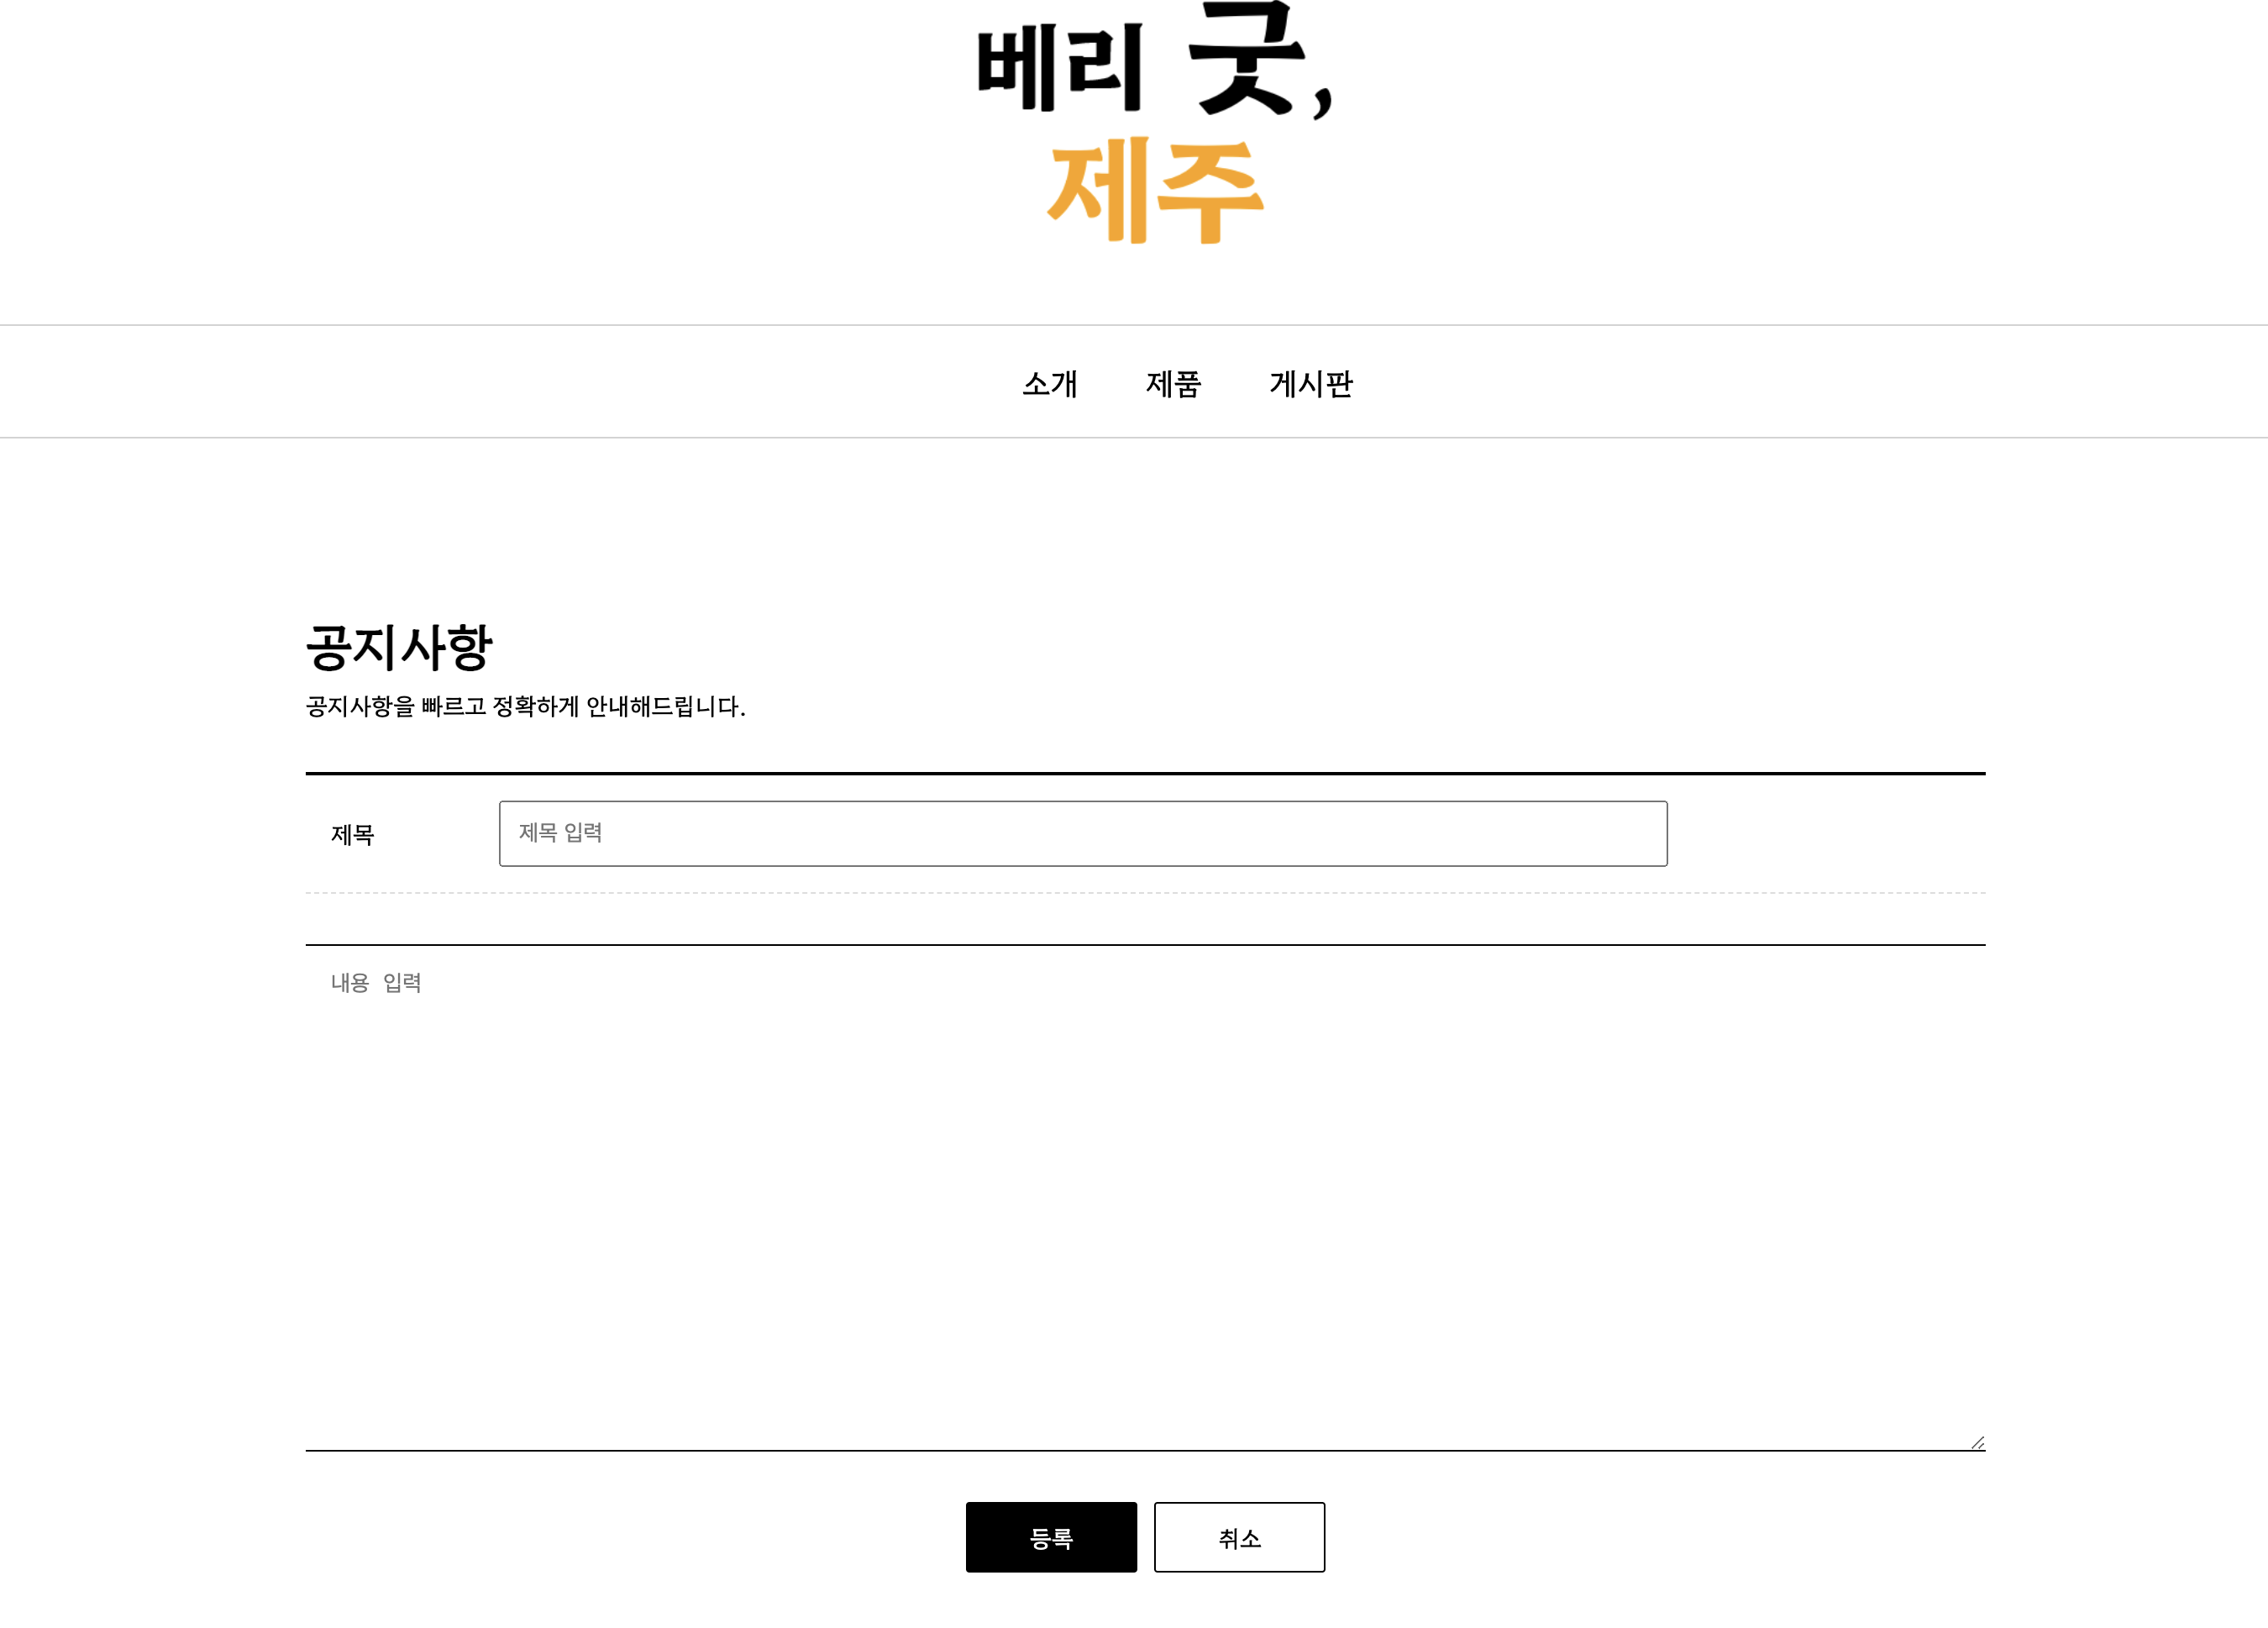 베리 굿,
제주
소개 제품 게시판
공지사항
공지사항을 빠르고 정확하게 안내해드립니다.
제목 제목 입력
내용 입력
등록 취소